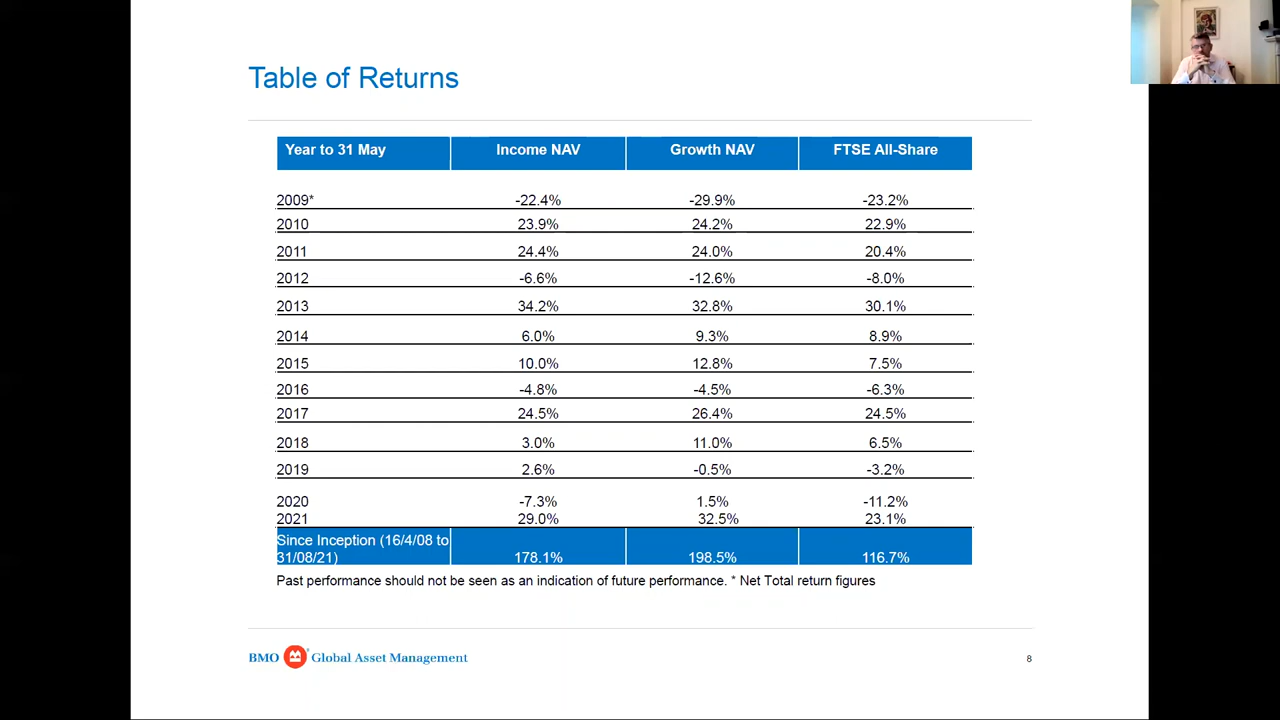 Table of Returns
Year to 31 May Income NAV Growth NAV FTSE All-Share
2009* -22.4% -29.9% -23.2%
2010 23.9% 24.2% 22.9%
2011 24.4% 24.0% 20.4%
2012 -6.6% -12.6% -8.0%
2013 34.2% 32.8% 30.1%
2014 6.0% 9.3% 8.9%
2015 10.0% 12.8% 7.5%
2016 -4.8% -4.5% -6.3%
2017 24.5% 26.4% 24.5%
2018 3.0% 11.0% 6.5%
2019 2.6% -0.5% -3.2%
2020 -7.3% 1.5% -11.2%
2021 29.0% 32.5% 23.1%
Since Inception (16/4/08 to
31/08/21) 178.1% 198.5% 116.7%
Past performance should not be seen as an indication of future performance. * Net Total return figures
BMO Global Asset Management 8